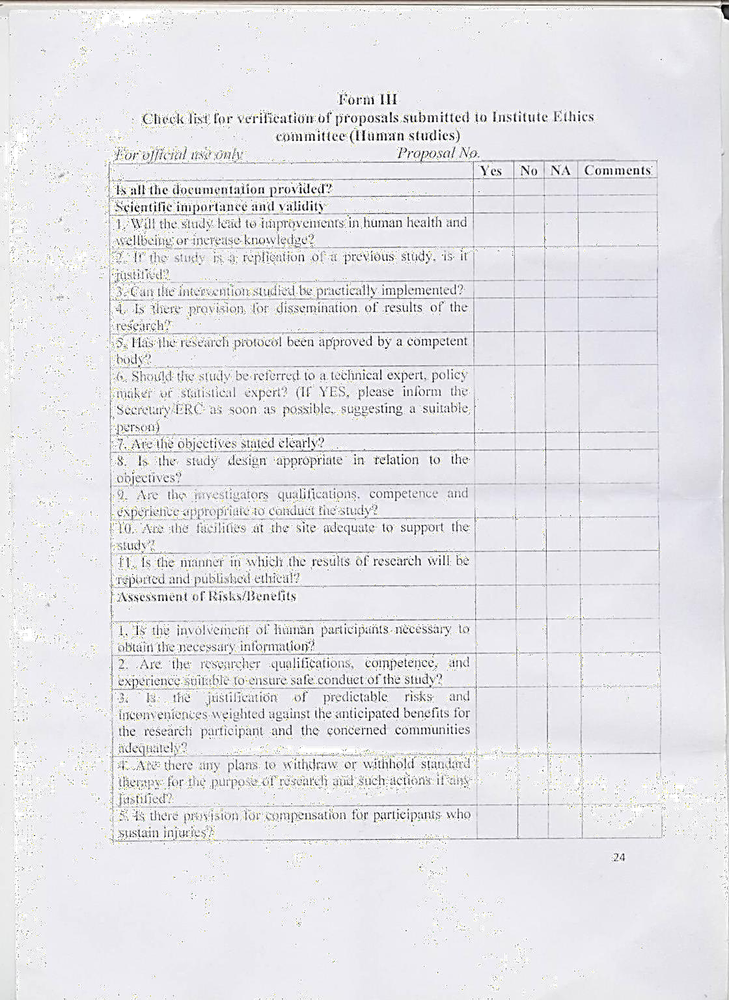 Form III
Check list for verification of proposals submitted to Institute Ethics
committee (Human studies)
For official use only Proposal No.
Yes No NA Comments
Is all the documentation provided?
Scientific importance and validity
1. Will the study lead to improvements in human health and
wellbeing or increase knowledge?
2. If the study is a replication of a previous study, is it
justified?
3. Can the intervention studied be practically implemented?
4. Is there provision for dissemination of results of the
research?
5. Has the research protocol been approved by a competent
body?
6. Should the study be referred to a technical expert, policy
maker or statistical expert? (If YES, please inform the
Secretary/ERC as soon as possible, suggesting a suitable
person)
7. Are the objectives stated clearly?
8. Is the study design appropriate in relation to the
objectives?
9. Are the investigators qualifications, competence and
experience appropriate to conduct the study?
10. Are the facilities at the site adequate to support the
study?
11. Is the manner in which the results of research will be
reported and published ethical?
Assessment of Risks/Benefits
1. Is the involvement of human participants necessary to
obtain the necessary information?
2. Are the researcher qualifications, competence, and
experience suitable to ensure safe conduct of the study?
3. Is the justification of predictable risks and
inconveniences weighted against the anticipated benefits for
the research participant and the concerned communities
adequately?
4. Are there any plans to withdraw or withhold standard
therapy for the purpose of research and such actions if any
justified?
5. Is there provision for compensation for participants who
sustain injuries?
24